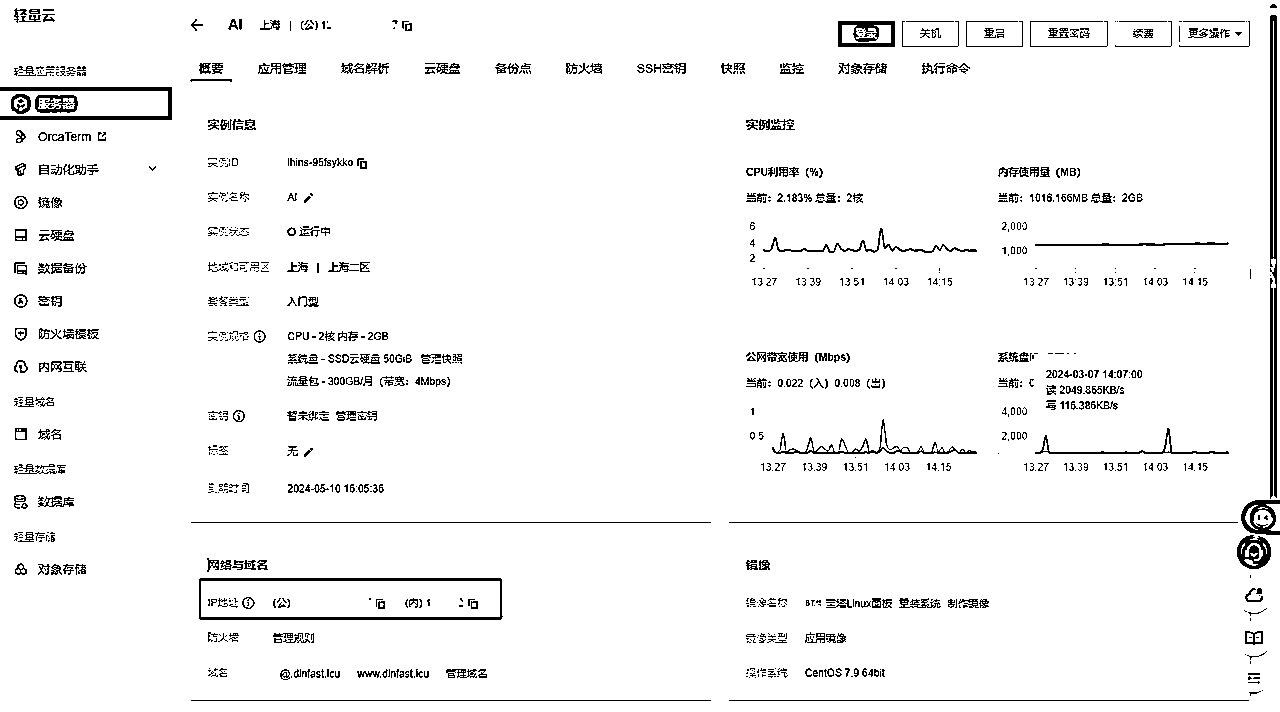 轻量云
轻量应用服务器
服务器
OrcaTerm
自动化助手
镜像
云硬盘
数据备份
密钥
防火墙模板
内网互联
轻量域名
域名
轻量数据库
数据库
轻量存储
对象存储
AI 上海 | (公) 1
登录 关机 重启 重置密码 续费 更多操作
概要 应用管理 域名解析 云硬盘 备份点 防火墙 SSH密钥 快照 监控 对象存储 执行命令
实例信息
实例ID lhins-95fsykko
实例名称 AI
实例状态 运行中
地域和可用区 上海 | 上海二区
套餐类型 入门型
实例规格 CPU - 2核 内存 - 2GB
系统盘 - SSD云硬盘 50GiB 管理快照
流量包 - 300GB/月 (带宽：4Mbps)
密钥 暂未绑定 管理密钥
标签 无
到期时间 2024-05-10 16:05:36
实例监控
CPU利用率 (%)
当前：2.183% 总量：2核
6
4
2
13:27 13:39 13:51 14:03 14:15
内存使用量 (MB)
当前：1016.166MB 总量：2GB
2,000
1,000
13:27 13:39 13:51 14:03 14:15
公网带宽使用 (Mbps)
当前：0.022 (入) 0.008 (出)
1
0.5
13:27 13:39 13:51 14:03 14:15
系统盘
当前：
2024-03-07 14:07:00
读 2049.865KB/s
写 116.386KB/s
4,000
2,000
13:27 13:39 13:51 14:03 14:15
网络与域名
IP地址 (公) (内) 1
防火墙 管理规则
域名 @.dinfast.icu www.dinfast.icu 管理域名
镜像
镜像名称 宝塔Linux面板 重装系统 制作镜像
镜像类型 应用镜像
操作系统 CentOS 7.9 64bit